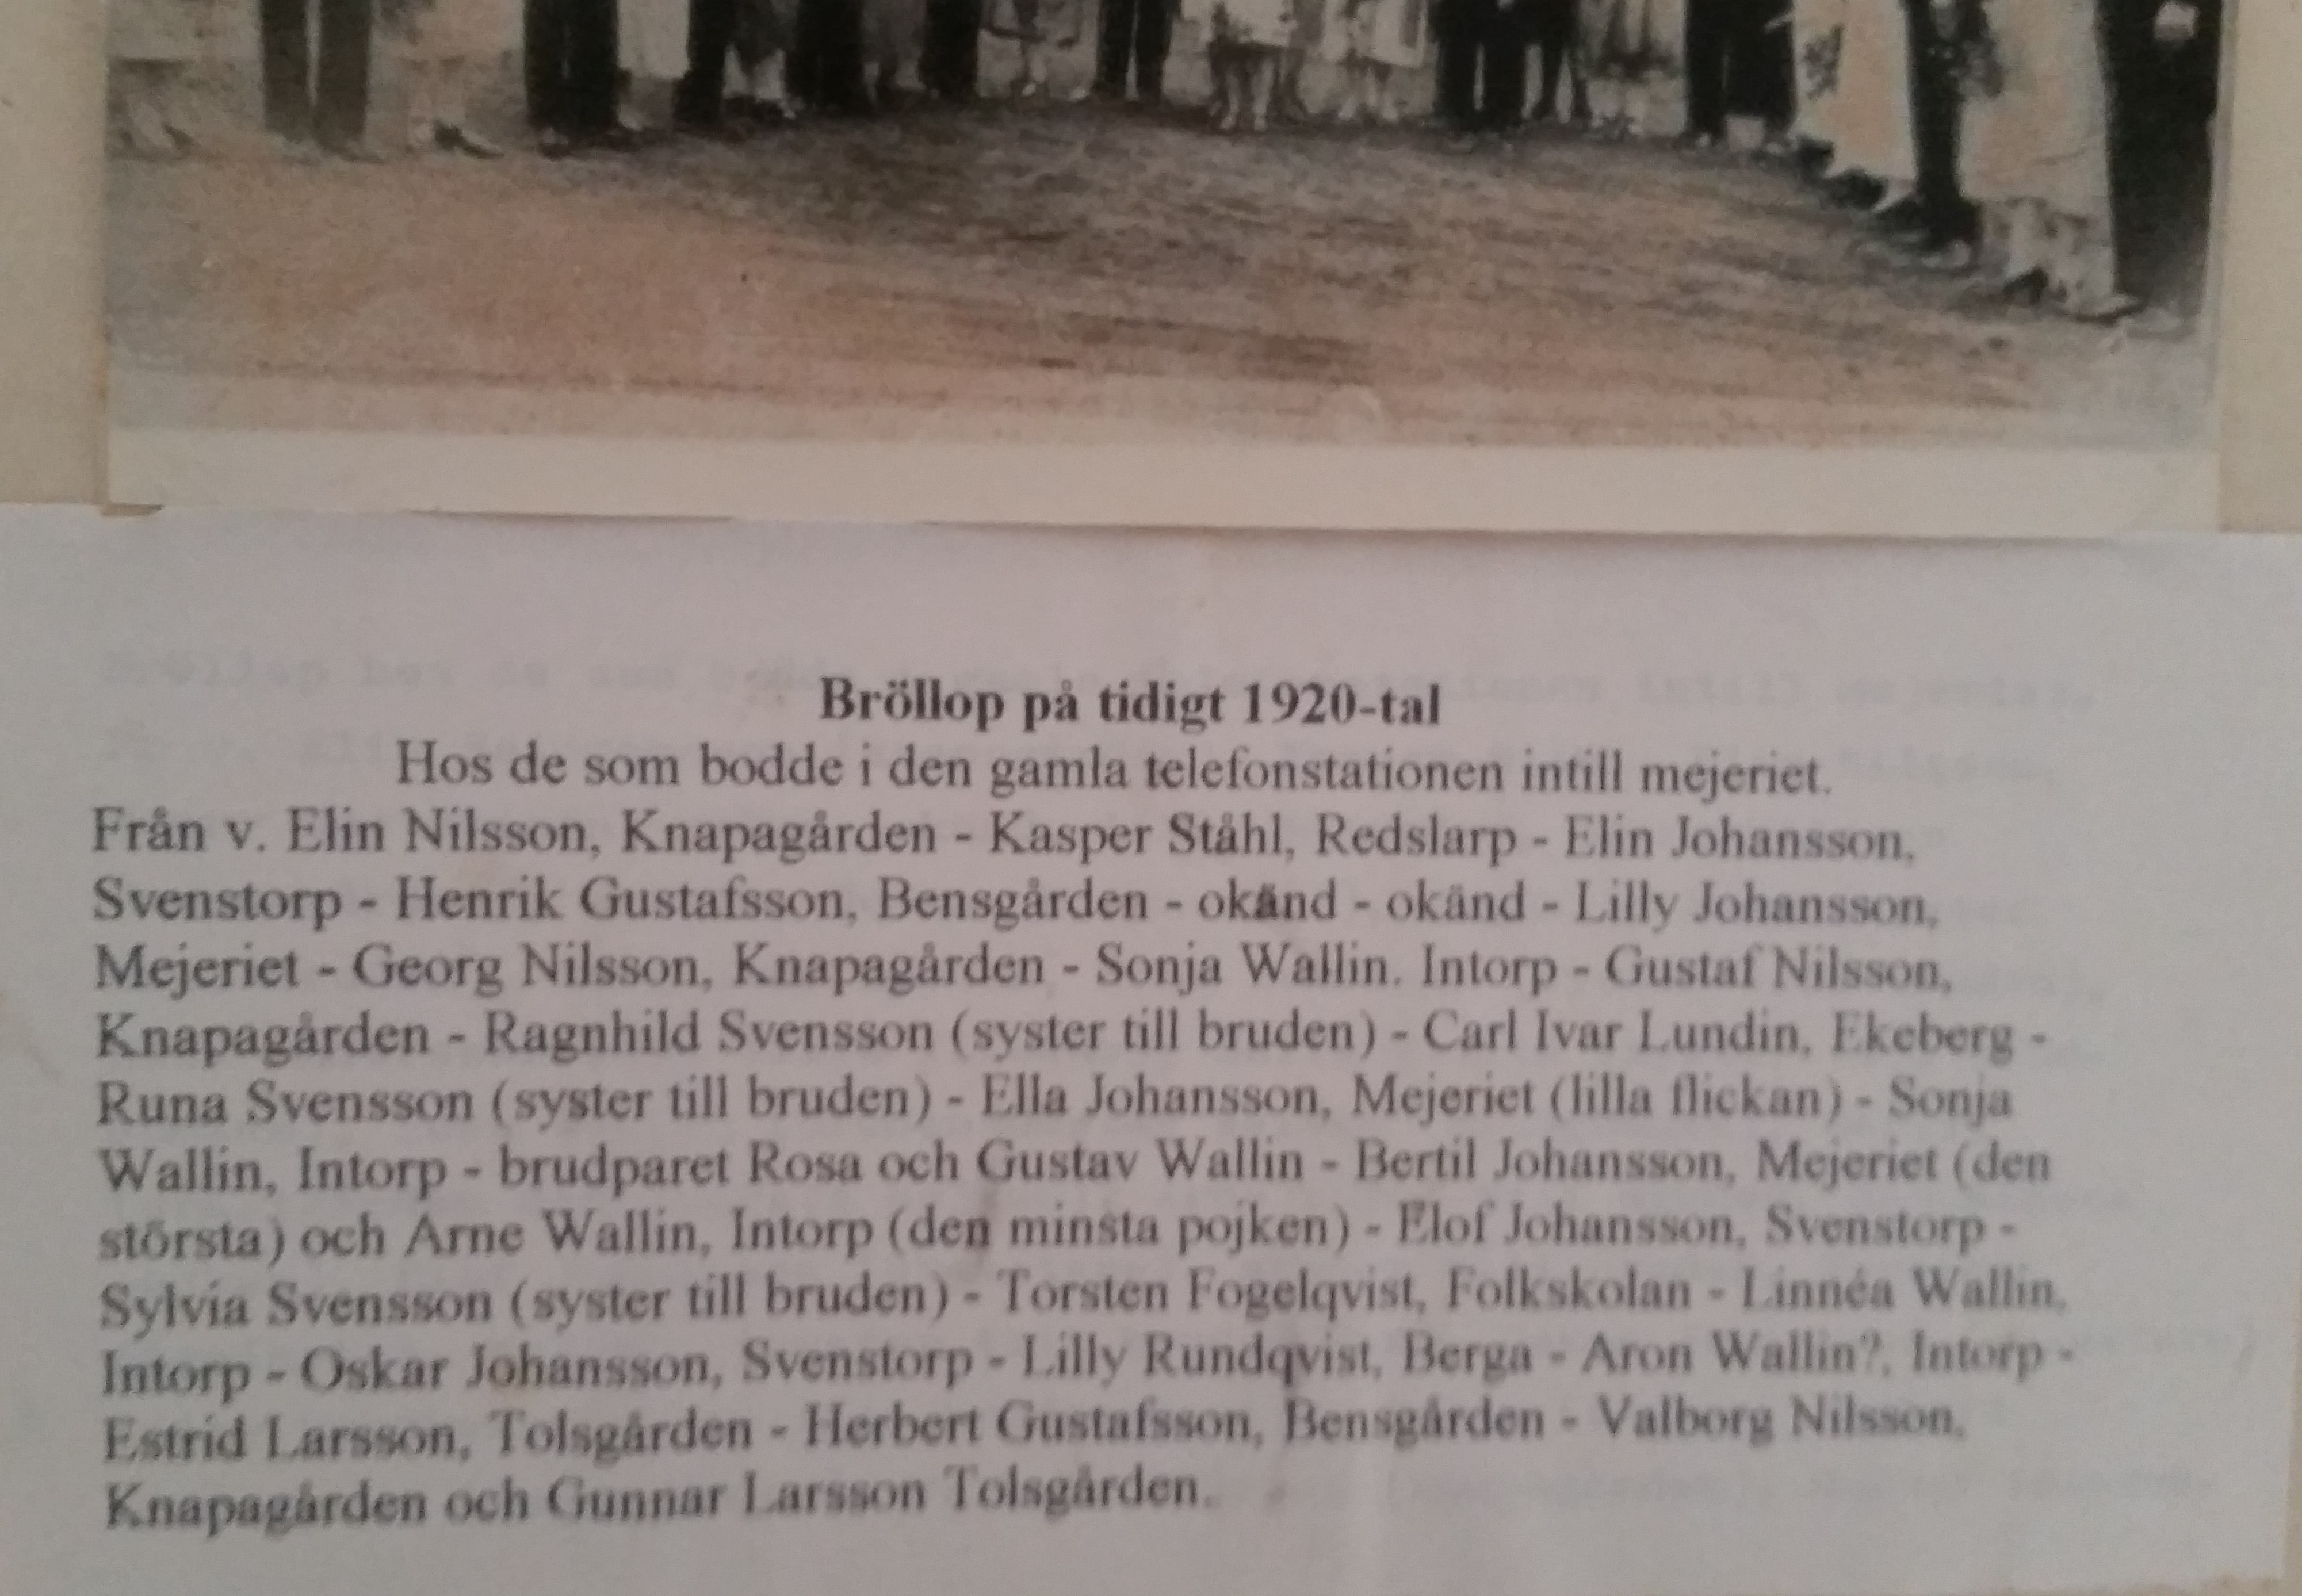 Bröllop på tidigt 1920-tal
Hos de som bodde i den gamla telefonstationen intill mejeriet.
Från v. Elin Nilsson, Knapagården - Kasper Ståhl, Redslarp - Elin Johansson,
Svenstorp - Henrik Gustafsson, Bensgården - okänd - okänd - Lilly Johansson,
Mejeriet - Georg Nilsson, Knapagården - Sonja Wallin. Intorp - Gustaf Nilsson,
Knapagården - Ragnhild Svensson (syster till bruden) - Carl Ivar Lundin, Ekeberg -
Runa Svensson (syster till bruden) - Ella Johansson, Mejeriet (lilla flickan) - Sonja
Wallin, Intorp - brudparet Rosa och Gustav Wallin - Bertil Johansson, Mejeriet (den
största) och Arne Wallin, Intorp (den minsta pojken) - Elof Johansson, Svenstorp -
Sylvia Svensson (syster till bruden) - Torsten Fogelqvist, Folkskolan - Linnéa Wallin,
Intorp - Oskar Johansson, Svenstorp - Lilly Rundqvist, Berga - Aron Wallin?, Intorp -
Estrid Larsson, Tolsgården - Herbert Gustafsson, Bensgården - Valborg Nilsson,
Knapagården och Gunnar Larsson Tolsgården.